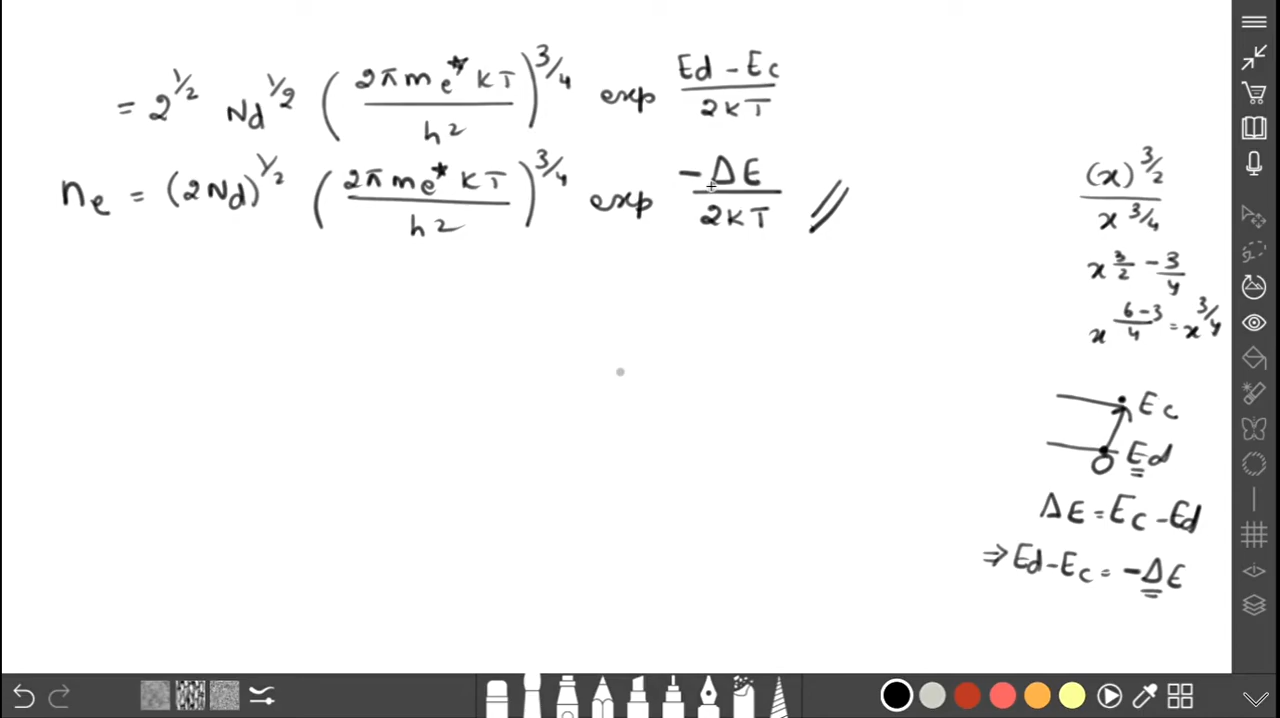 = 2^1/2 Nd^1/2 (2πme* kT / h2)^3/4 exp Ed - Ec / 2kT
ne = (2Nd)^1/2 (2πme* kT / h2)^3/4 exp -ΔE / 2kT //
(x)^3/2 / x^3/4
x^3/2 - 3/4
x^6-3/4 = x^3/4
Ec
Ed
ΔE = Ec - Ed
⇒ Ed - Ec = -ΔE